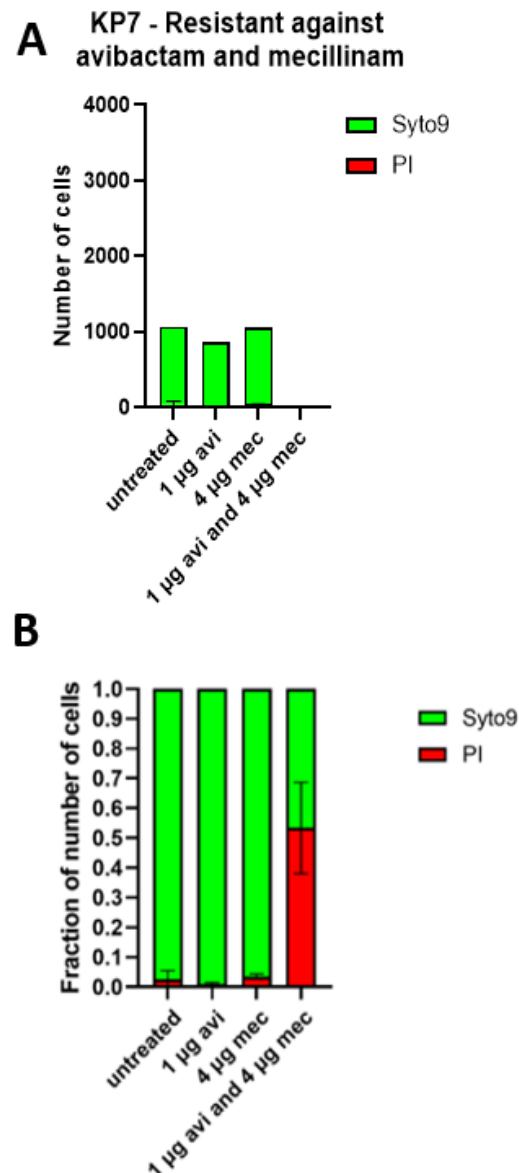 A
KP7 - Resistant against
avibactam and mecillinam
4000
3000
2000
1000
0
Number of cells
Syto9
PI
untreated
1 µg avi
4 µg mec
1 µg avi and 4 µg mec
B
1.0
0.9
0.8
0.7
0.6
0.5
0.4
0.3
0.2
0.1
0.0
Fraction of number of cells
Syto9
PI
untreated
1 µg avi
4 µg mec
1 µg avi and 4 µg mec